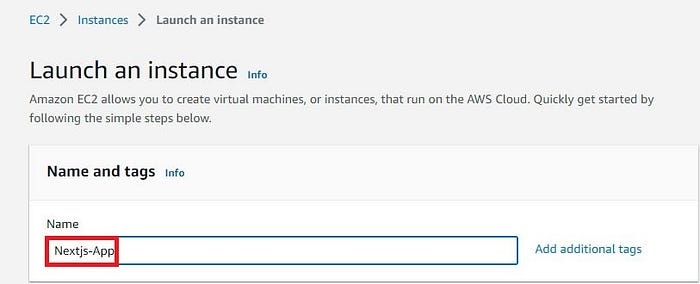 EC2 > Instances > Launch an instance
Launch an instance Info
Amazon EC2 allows you to create virtual machines, or instances, that run on the AWS Cloud. Quickly get started by
following the simple steps below.
Name and tags Info
Name
Nextjs-App
Add additional tags